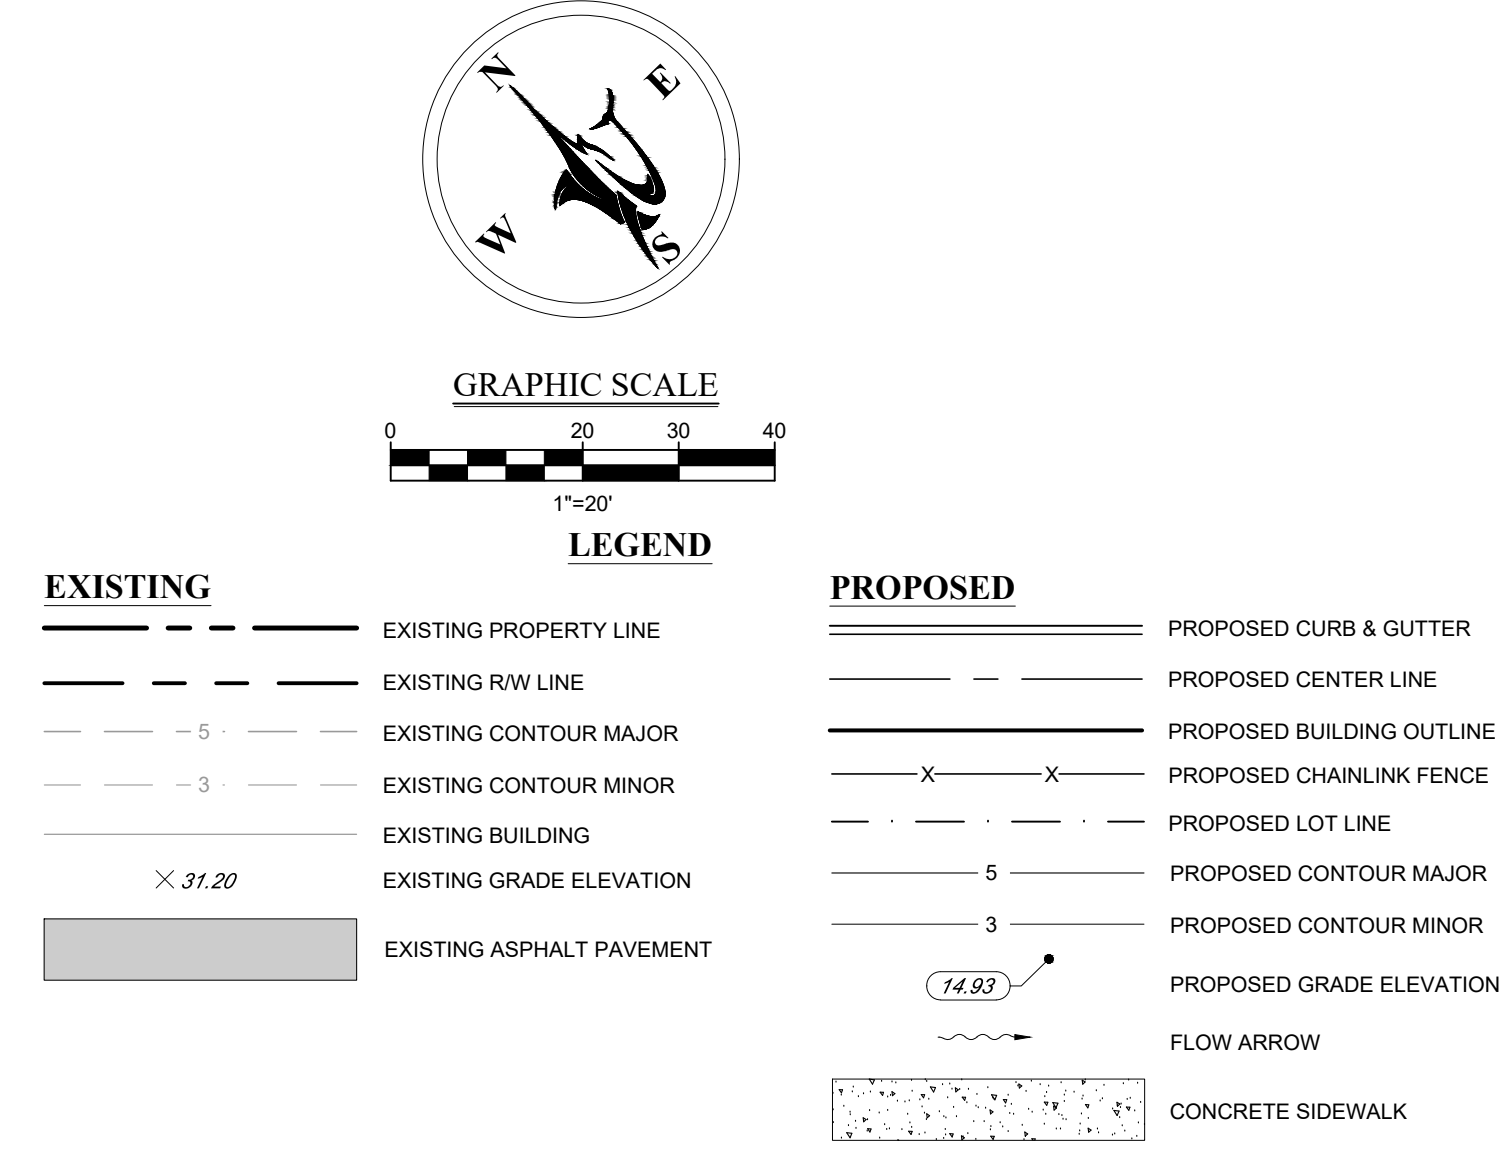 N
E
W
S
GRAPHIC SCALE
0 20 30 40
1"=20'
LEGEND
EXISTING
EXISTING PROPERTY LINE
EXISTING R/W LINE
5 EXISTING CONTOUR MAJOR
3 EXISTING CONTOUR MINOR
EXISTING BUILDING
31.20 EXISTING GRADE ELEVATION
EXISTING ASPHALT PAVEMENT
PROPOSED
PROPOSED CURB & GUTTER
PROPOSED CENTER LINE
PROPOSED BUILDING OUTLINE
X X PROPOSED CHAINLINK FENCE
PROPOSED LOT LINE
5 PROPOSED CONTOUR MAJOR
3 PROPOSED CONTOUR MINOR
14.93 PROPOSED GRADE ELEVATION
FLOW ARROW
CONCRETE SIDEWALK